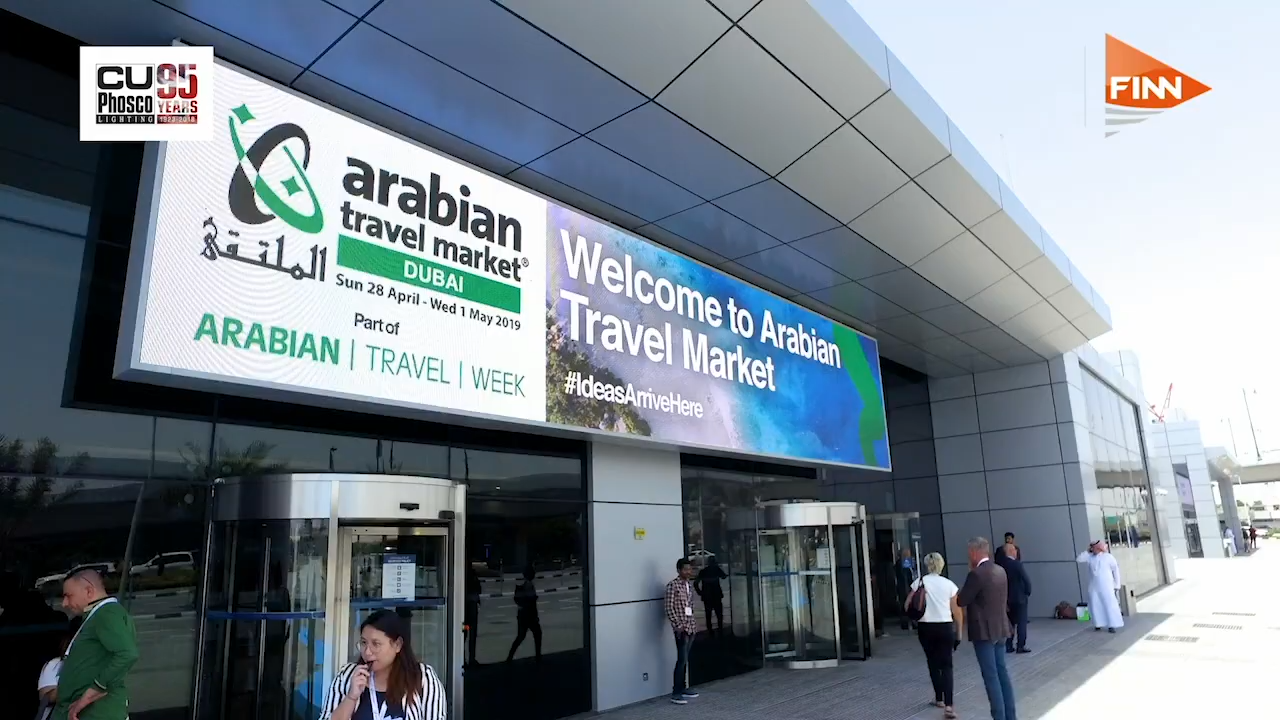 CU
Phosco
LIGHTING
95
YEARS
FINN
arabian
travel market®
الملتقى
DUBAI
Sun 28 April - Wed 1 May 2019
Part of
ARABIAN | TRAVEL | WEEK
Welcome to Arabian
Travel Market
#IdeasArriveHere